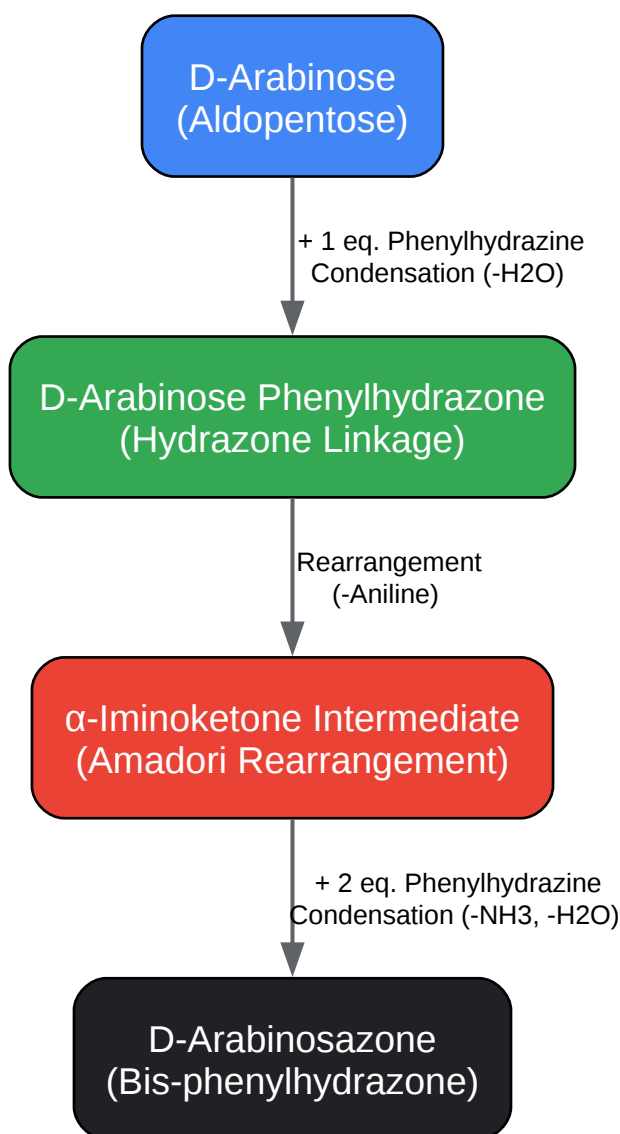 D-Arabinose
(Aldopentose)
+ 1 eq. Phenylhydrazine
Condensation (-H2O)
D-Arabinose Phenylhydrazone
(Hydrazone Linkage)
Rearrangement
(-Aniline)
α-Iminoketone Intermediate
(Amadori Rearrangement)
+ 2 eq. Phenylhydrazine
Condensation (-NH3, -H2O)
D-Arabinosazone
(Bis-phenylhydrazone)